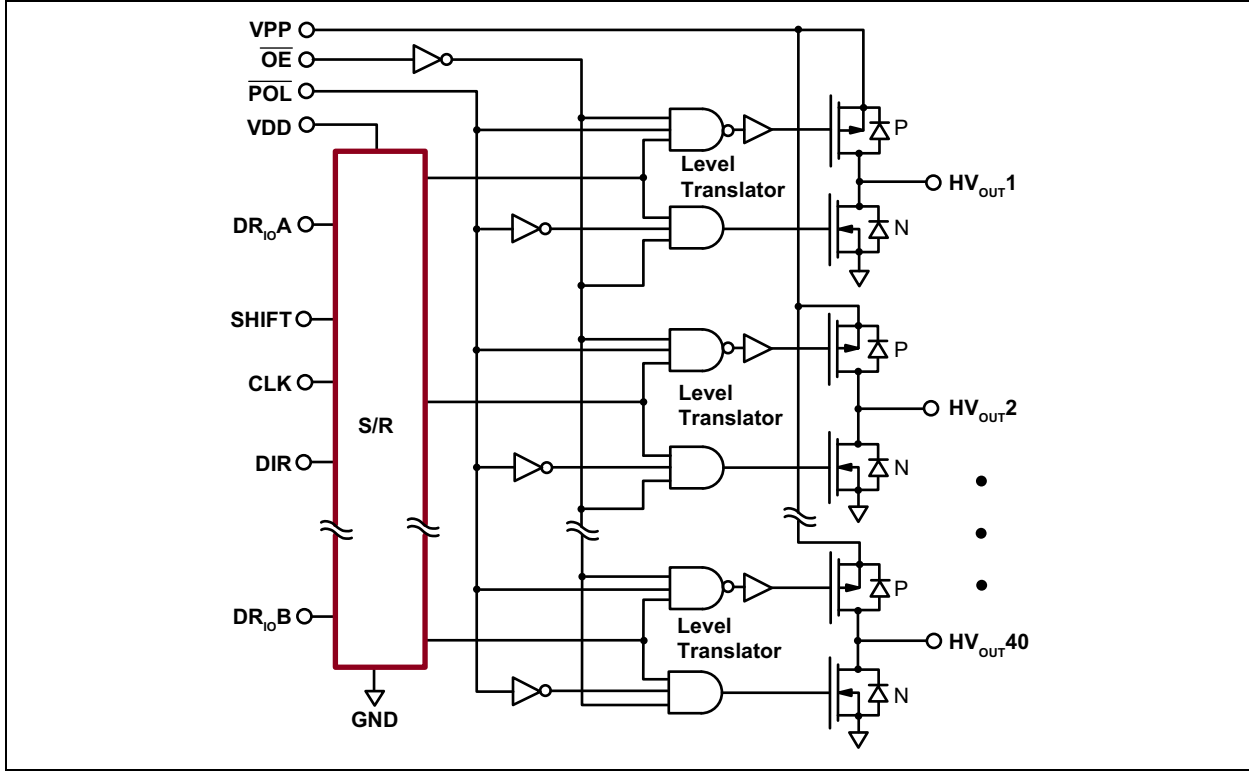 VPP
OE
POL
VDD
DRIOA
SHIFT
CLK
DIR
DRIOB
S/R
GND
Level
Translator
P
HVOUT1
N
Level
Translator
P
HVOUT2
N
Level
Translator
P
HVOUT40
N